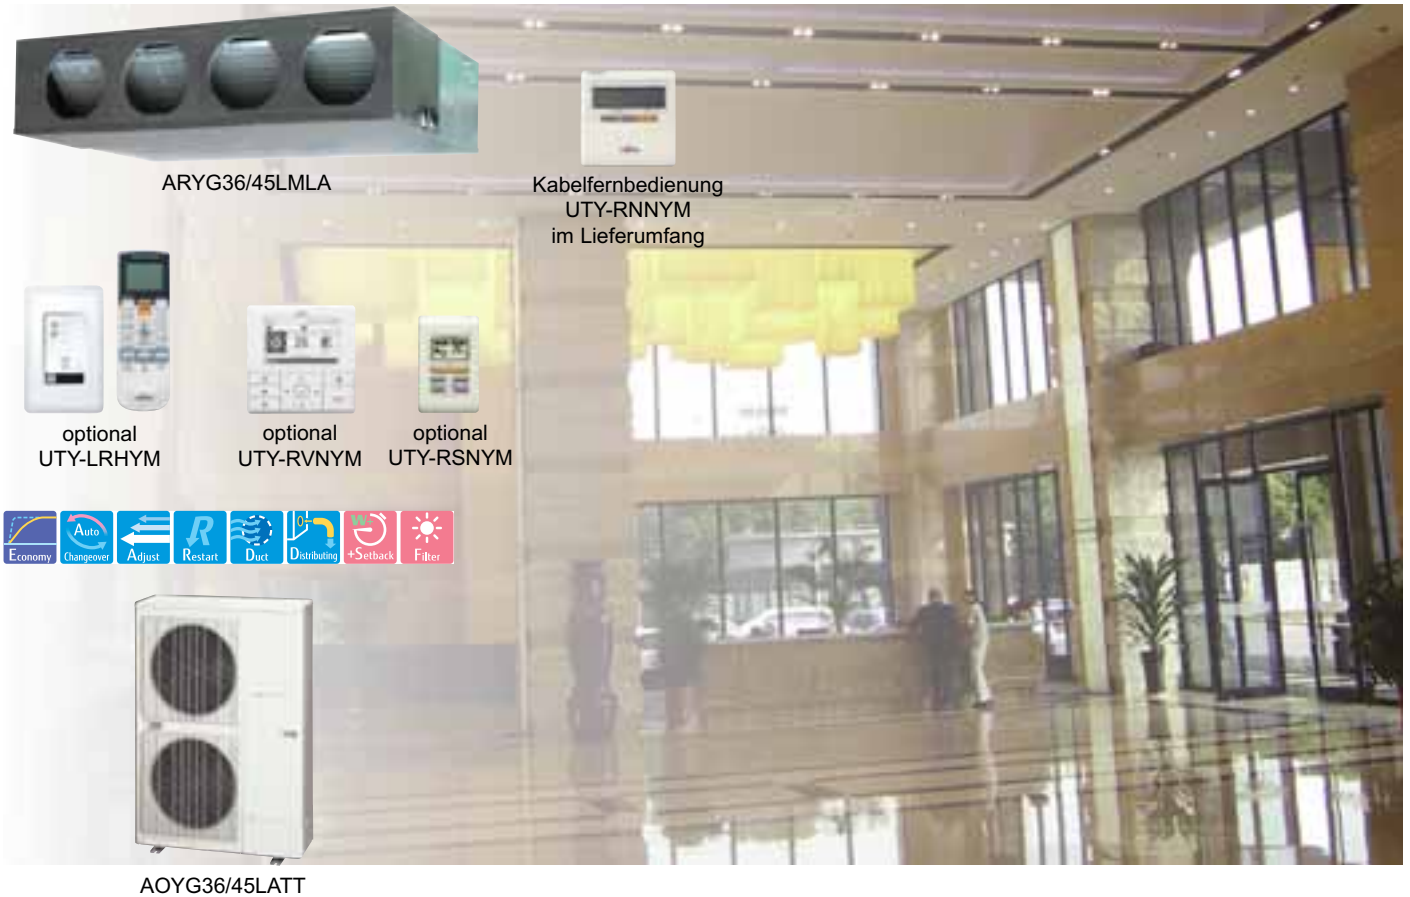 ARYG36/45LMLA
Kabelfernbedienung
UTY-RNNYM
im Lieferumfang
optional
UTY-LRHYM
optional
UTY-RVNYM
optional
UTY-RSNYM
Economy
Auto
Changeover
Adjust
Restart
Duct
Distributing
+Setback
Filter
AOYG36/45LATT